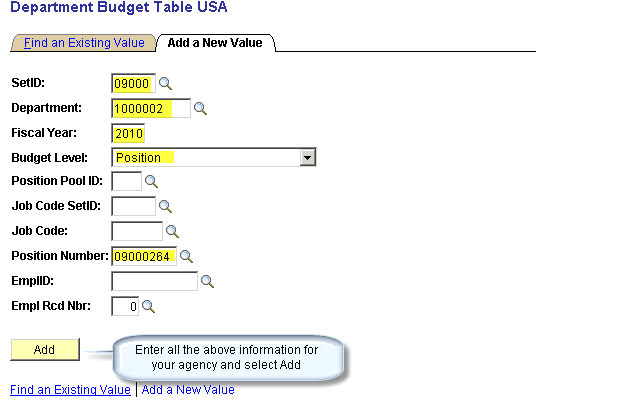 Department Budget Table USA
Find an Existing Value Add a New Value
SetID: 09000
Department: 1000002
Fiscal Year: 2010
Budget Level: Position
Position Pool ID:
Job Code SetID:
Job Code:
Position Number: 09000264
EmplID:
Empl Rcd Nbr: 0
Add
Enter all the above information for
your agency and select Add
Find an Existing Value | Add a New Value